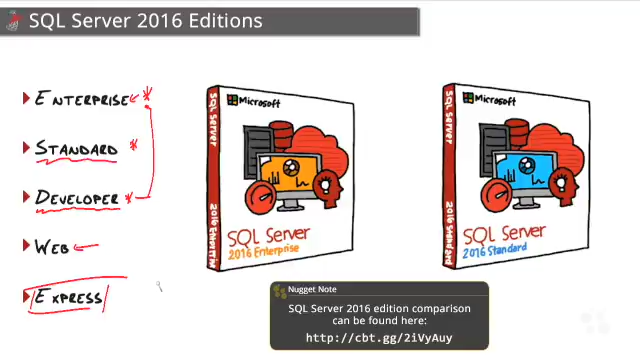 SQL Server 2016 Editions
Enterprise
Standard
Developer
Web
Express
SQL Server
Microsoft
SQL Server
2016 Enterprise
SQL Server
Microsoft
SQL Server
2016 Standard
2016 Standard
Nugget Note
SQL Server 2016 edition comparison
can be found here:
http://cbt.gg/2iVyAuy